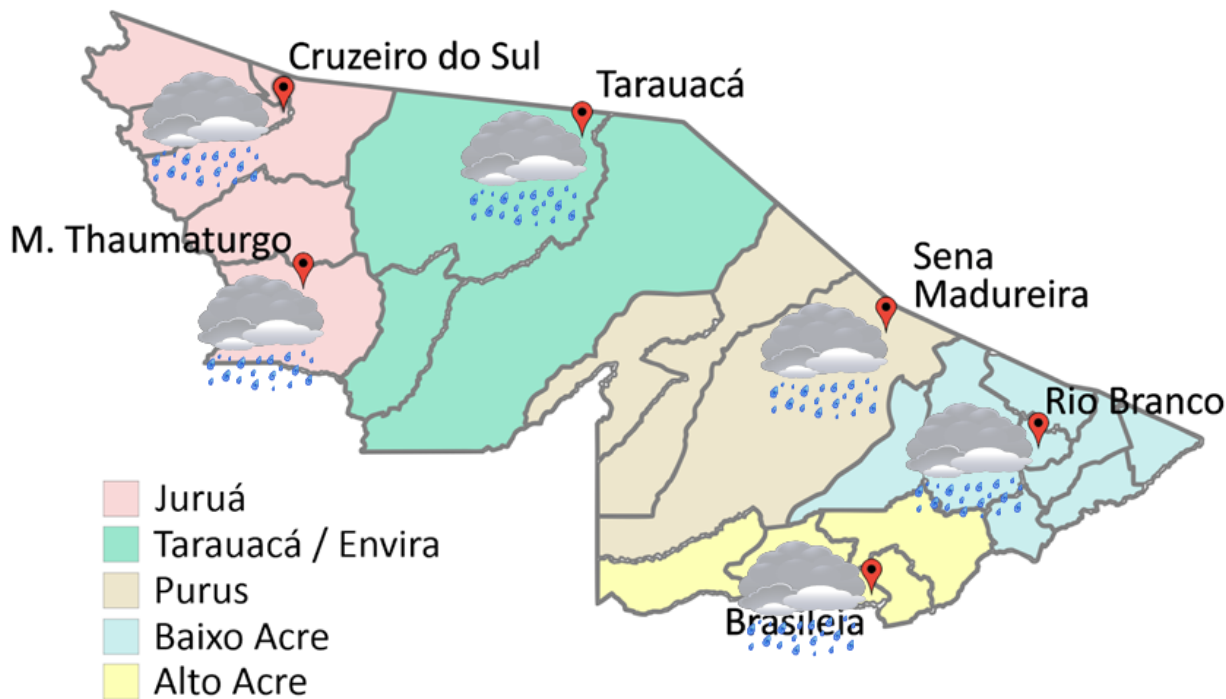 Cruzeiro do Sul
Tarauacá
M. Thaumaturgo
Sena
Madureira
Rio Branco
Brasileia
Juruá
Tarauacá / Envira
Purus
Baixo Acre
Alto Acre